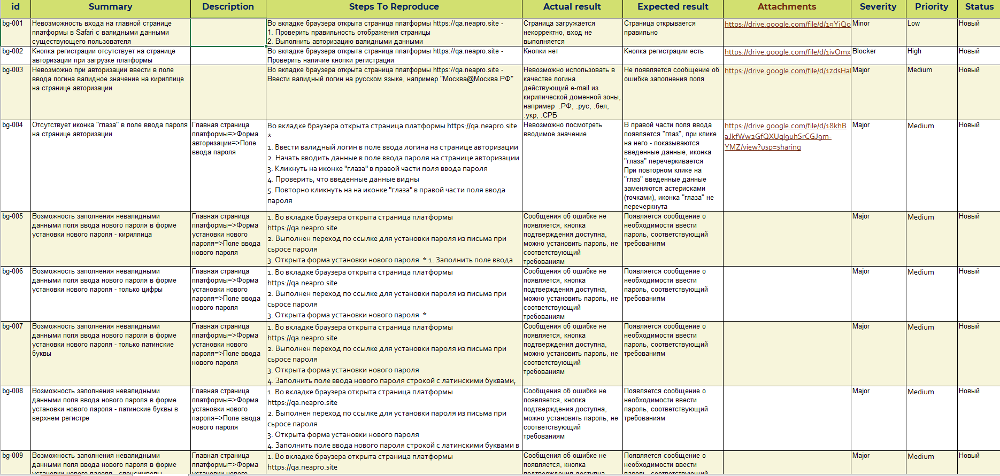 id Summary Description Steps To Reproduce Actual result Expected result Attachments Severity Priority Status
bg-001
Невозможность входа на главной странице
платформы в Safari с валидными данными
существующего пользователя
Во вкладке браузера открыта страница платформы https://qa.neapro.site -
1. Проверить правильность отображения страницы
2. Выполнить авторизацию валидными данными
Страница загружается
некорректно, вход не
выполняется
Страница открывается
правильно
https://drive.google.com/file/d/19YjQo
Minor
Low
Новый
bg-002
Кнопка регистрации отсутствует на странице
авторизации при загрузке платформы
Во вкладке браузера открыта страница платформы https://qa.neapro.site -
Проверить наличие кнопки регистрации
Кнопки нет
Кнопка регистрации есть
https://drive.google.com/file/d/1ivOmx
Blocker
High
Новый
bg-003
Невозможно при авторизации ввести в поле
ввода логина валидное значение на кириллице
на странице авторизации
Во вкладке браузера открыта страница платформы https://qa.neapro.site -
Ввести валидный логин на русском языке, например "Москва@Москва.РФ"
Невозможно использовать в
качестве логина
действующий e-mail из
кирилической доменной зоны,
например .РФ, .рус, .бел,
.укр, .СРБ
Не появляется сообщение об
ошибке заполнения поля
https://drive.google.com/file/d/1zdsHa
Major
Medium
Новый
bg-004
Отсутствует иконка "глаза" в поле ввода пароля
на странице авторизации
Главная страница
платформы=>Форма
авторизации=>Поле
ввода пароля
Во вкладке браузера открыта страница платформы https://qa.neapro.site
*
1. Ввести валидный логин в поле ввода логина на странице авторизации
2. Начать вводить данные в поле ввода пароля на странице авторизации
3. Кликнуть на иконке "глаза" в правой части поля ввода пароля
4. Проверить, что введенные данные видны
5. Повторно кликнуть на на иконке "глаза" в правой части поля ввода
пароля
Невозможно посмотреть
вводимое значение
В правой части поля ввода
появляется "глаз", при клике
на него - показываются
введенные данные, иконка
"глаза" перечеркивается
При повторном клике на
"глаз" введенные данные
заменяются астерисками
(точками), иконка "глаза" не
перечеркнута
https://drive.google.com/file/d/18khB
aJkfWw2GfQXUql9uhSrCGJ9m-
YMZ/view?usp=sharing
Major
Medium
Новый
bg-005
Возможность заполнения невалидными
данными поля ввода нового пароля в форме
установки нового пароля - кириллица
Главная страница
платформы=>Форма
установки нового
пароля=>Поле ввода
нового пароля
1. Во вкладке браузера открыта страница платформы
https://qa.neapro.site
2. Выполнен переход по ссылке для установки пароля из письма при
сьросе пароля
3. Открыта форма установки нового пароля * 1. Заполнить поле ввода
Сообщения об ошибке не
появляется, кнопка
подтверждения доступна,
можно установить пароль, не
соответствующий
требованиям
Появляется сообщение о
необходимости ввести
пароль, соответствующий
требованиям
Major
Medium
Новый
bg-006
Возможность заполнения невалидными
данными поля ввода нового пароля в форме
установки нового пароля - только цифры
Главная страница
платформы=>Форма
установки нового
пароля=>Поле ввода
нового пароля
1. Во вкладке браузера открыта страница платформы
https://qa.neapro.site
2. Выполнен переход по ссылке для установки пароля из письма при
сьросе пароля
3. Открыта форма установки нового пароля *
Сообщения об ошибке не
появляется, кнопка
подтверждения доступна,
можно установить пароль, не
соответствующий
требованиям
Появляется сообщение о
необходимости ввести
пароль, соответствующий
требованиям
Major
Medium
Новый
bg-007
Возможность заполнения невалидными
данными поля ввода нового пароля в форме
установки нового пароля - только латинские
буквы
Главная страница
платформы=>Форма
установки нового
пароля=>Поле ввода
нового пароля
1. Во вкладке браузера открыта страница платформы
https://qa.neapro.site
2. Выполнен переход по ссылке для установки пароля из письма при
сьросе пароля
3. Открыта форма установки нового пароля
4. Заполнить поле ввода нового пароля строкой с латинскими буквами,
Сообщения об ошибке не
появляется, кнопка
подтверждения доступна,
можно установить пароль, не
соответствующий
требованиям
Появляется сообщение о
необходимости ввести
пароль, соответствующий
требованиям
Major
Medium
Новый
bg-008
Возможность заполнения невалидными
данными поля ввода нового пароля в форме
установки нового пароля - латинские буквы в
верхнем регистре
Главная страница
платформы=>Форма
установки нового
пароля=>Поле ввода
нового пароля
1. Во вкладке браузера открыта страница платформы
https://qa.neapro.site
2. Выполнен переход по ссылке для установки пароля из письма при
сьросе пароля
3. Открыта форма установки нового пароля
4. Заполнить поле ввода нового пароля строкой с латинскими буквами в
Сообщения об ошибке не
появляется, кнопка
подтверждения доступна,
можно установить пароль, не
соответствующий
требованиям
Появляется сообщение о
необходимости ввести
пароль, соответствующий
требованиям
Major
Medium
Новый
bg-009
Возможность заполнения невалидными
данными поля ввода нового пароля в форме
установки нового пароля - спецсимволы
Главная страница
платформы=>Форма
установки нового
1. Во вкладке браузера открыта страница платформы
https://qa.neapro.site
Сообщения об ошибке не
появляется, кнопка
подтверждения доступна,
Появляется сообщение о
необходимости ввести
пароль, соответствующий
Major
Medium
Новый